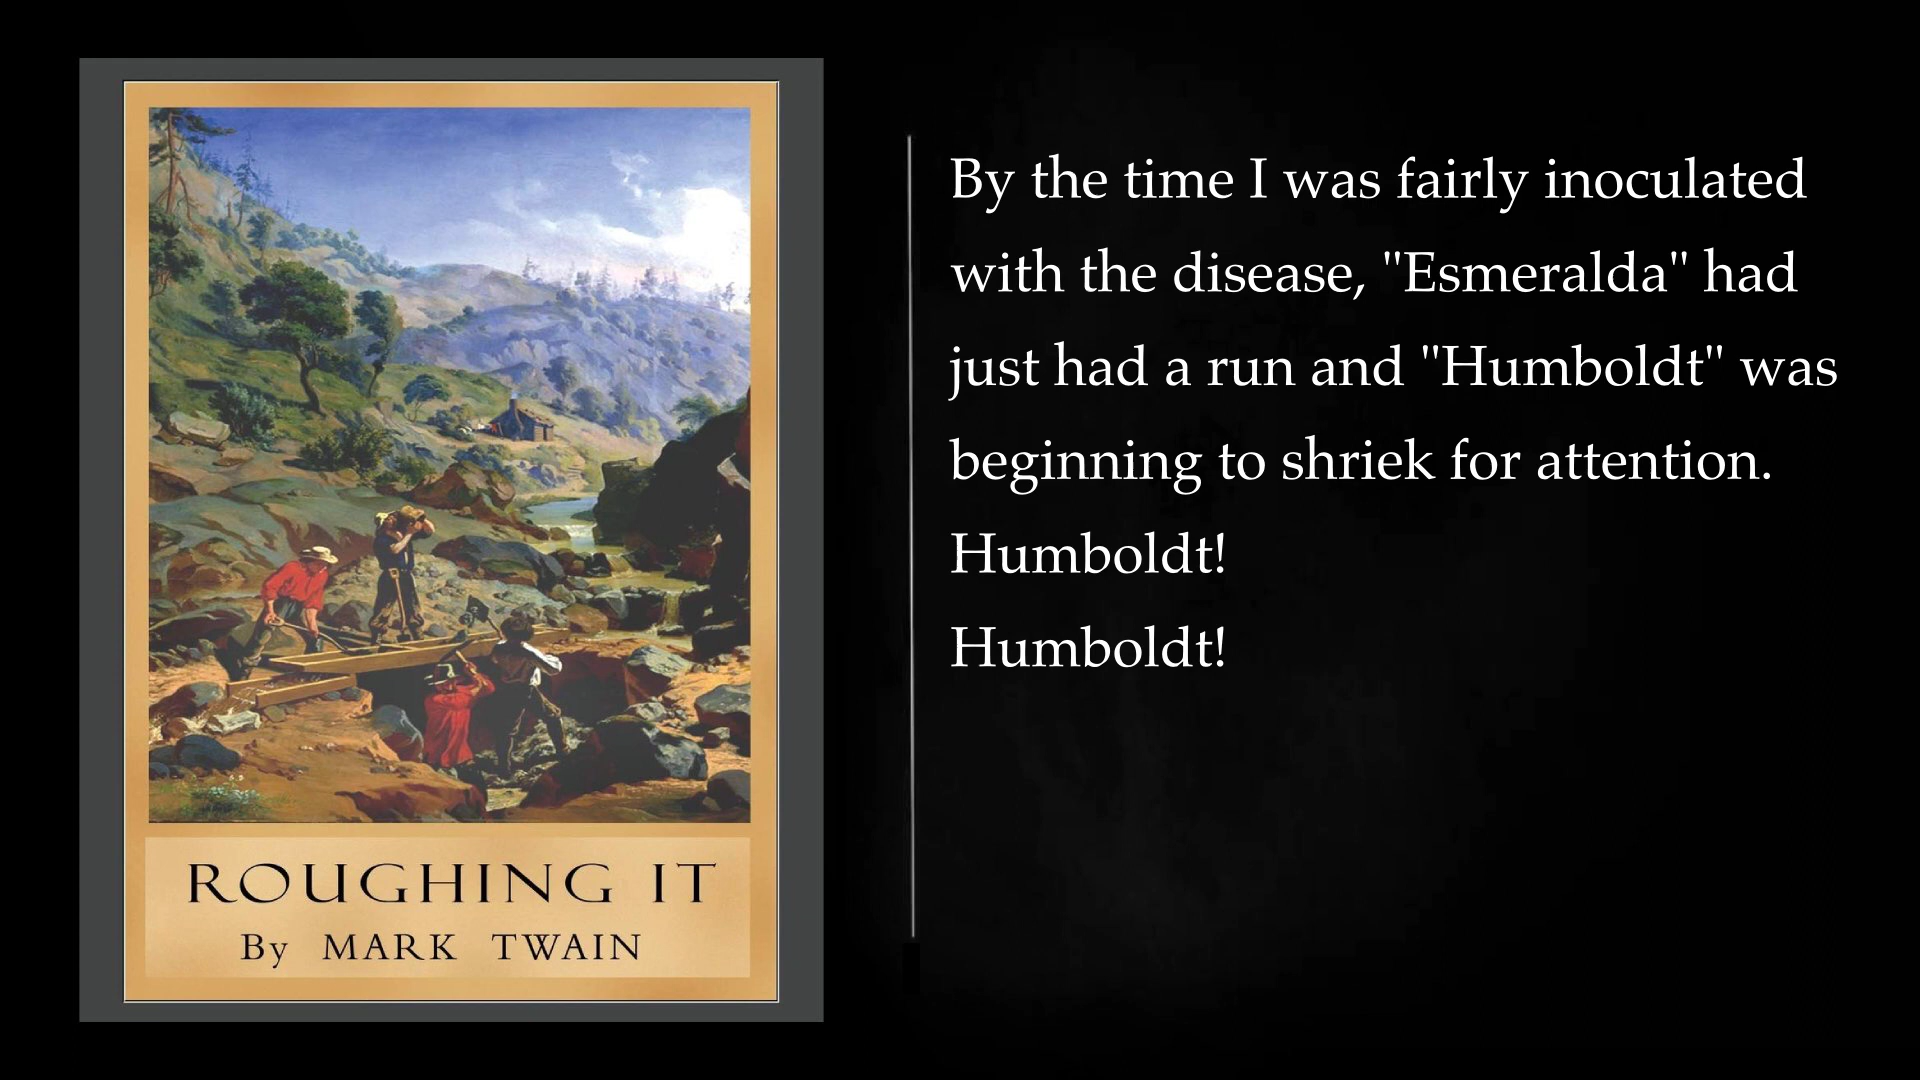 ROUGHING IT
By MARK TWAIN
By the time I was fairly inoculated
with the disease, "Esmeralda" had
just had a run and "Humboldt" was
beginning to shriek for attention.
Humboldt!
Humboldt!